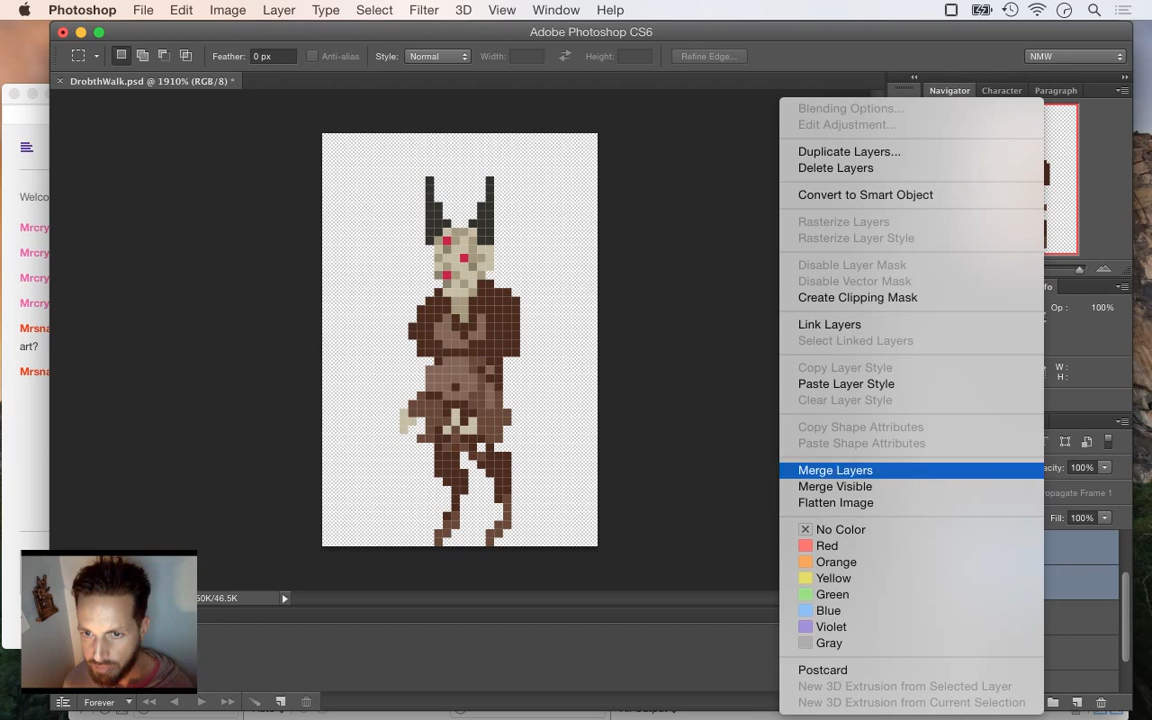 Photoshop File Edit Image Layer Type Select Filter 3D View Window Help
Adobe Photoshop CS6
Feather: 0 px Anti-alias Style: Normal Width: Height: Refine Edge... NMW
DrobthWalk.psd @ 1910% (RGB/8) *
Navigator Character Paragraph
Blending Options...
Edit Adjustment...
Duplicate Layers...
Delete Layers
Convert to Smart Object
Rasterize Layers
Rasterize Layer Style
Disable Layer Mask
Disable Vector Mask
Create Clipping Mask
Link Layers
Select Linked Layers
Copy Layer Style
Paste Layer Style
Clear Layer Style
Copy Shape Attributes
Paste Shape Attributes
Merge Layers
Merge Visible
Flatten Image
No Color
Red
Orange
Yellow
Green
Blue
Violet
Gray
Postcard
New 3D Extrusion from Selected Layer
New 3D Extrusion from Current Selection
Op: 100%
W:
H:
100%
ropagate Frame 1
Fill: 100%
Welco
Mrcry
Mrcry
Mrcry
Mrcry
Mrsna
art?
Mrsna
50K/46.5K
Forever